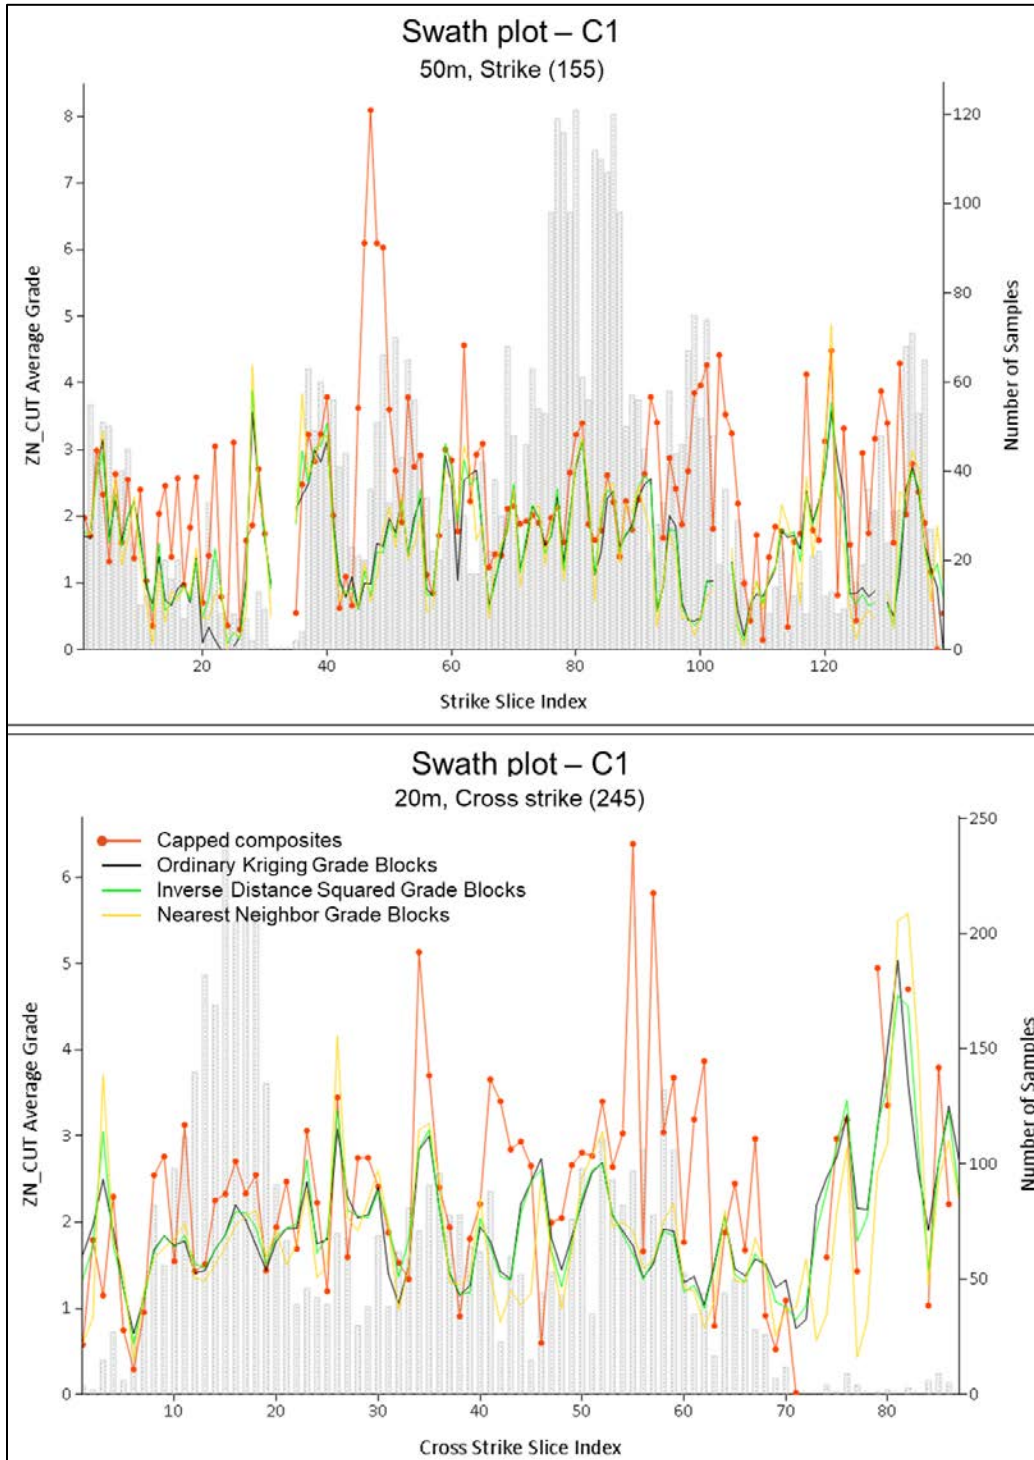 Swath plot – C1
50m, Strike (155)
8
7
6
5
4
3
2
1
0
ZN_CUT Average Grade
120
100
80
60
40
20
0
Number of Samples
20 40 60 80 100 120
Strike Slice Index
Swath plot – C1
20m, Cross strike (245)
Capped composites
Ordinary Kriging Grade Blocks
Inverse Distance Squared Grade Blocks
Nearest Neighbor Grade Blocks
6
5
4
3
2
1
0
ZN_CUT Average Grade
250
200
150
100
50
0
Number of Samples
10 20 30 40 50 60 70 80
Cross Strike Slice Index